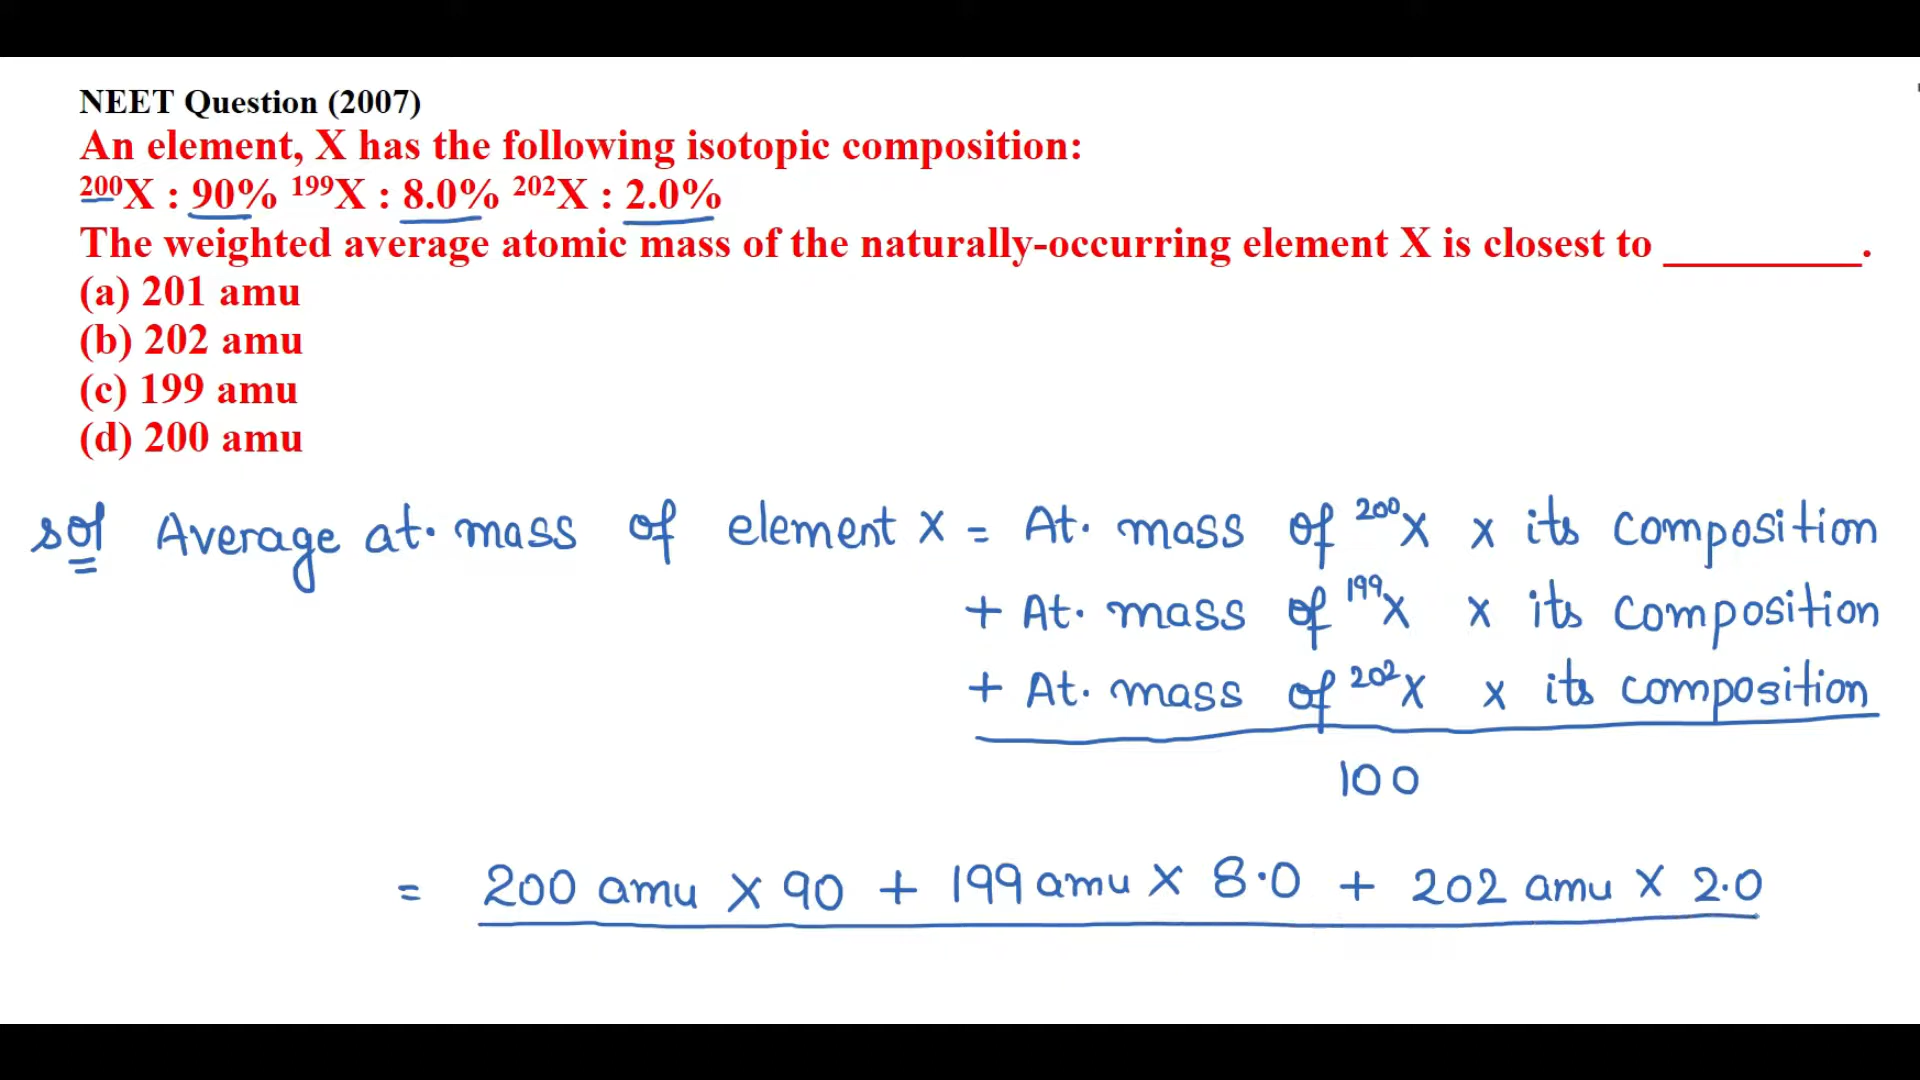 NEET Question (2007)
An element, X has the following isotopic composition:
²⁰⁰X : 90% ¹⁹⁹X : 8.0% ²⁰²X : 2.0%
The weighted average atomic mass of the naturally-occurring element X is closest to _________.
(a) 201 amu
(b) 202 amu
(c) 199 amu
(d) 200 amu
sol Average at. mass of element X = At. mass of ²⁰⁰X x its composition
+ At. mass of ¹⁹⁹X x its composition
+ At. mass of ²⁰²X x its composition
100
= 200 amu X 90 + 199 amu X 8.0 + 202 amu X 2.0